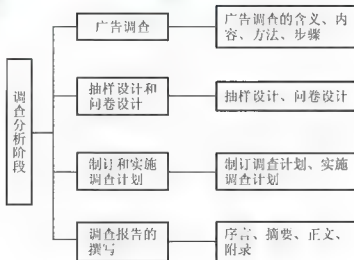 调查分析阶段
广告调查
广告调查的含义、内
容、方法、步骤
抽样设计和
问卷设计
抽样设计、问卷设计
制订和实施
调查计划
制订调查计划、实施
调查计划
调查报告的
撰写
序言、摘要、正文、
附录